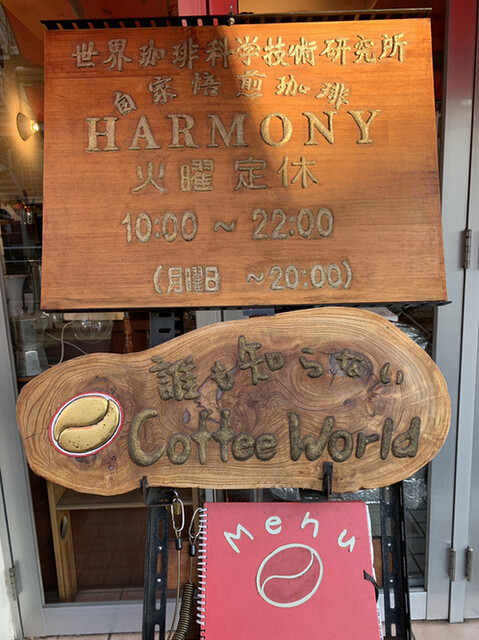 世界珈琲科学技術研究所
自家焙煎珈琲
HARMONY
火曜定休
10:00 ~ 22:00
(月曜日 ~20:00)
誰も知らない
Coffee World
Menu